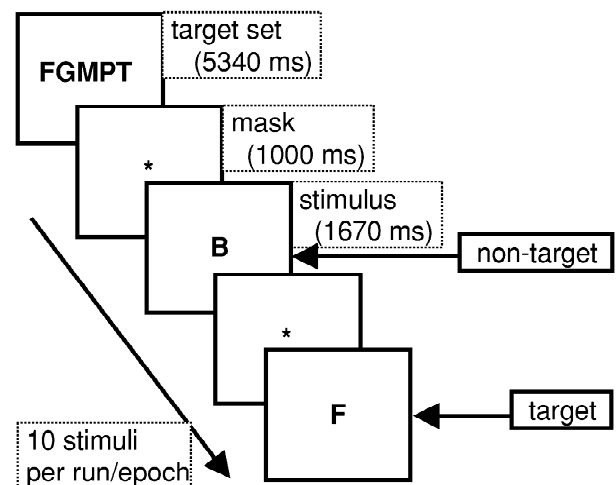 FGMPT
target set
(5340 ms)
*
mask
(1000 ms)
B
stimulus
(1670 ms)
non-target
*
F
target
10 stimuli
per run/epoch